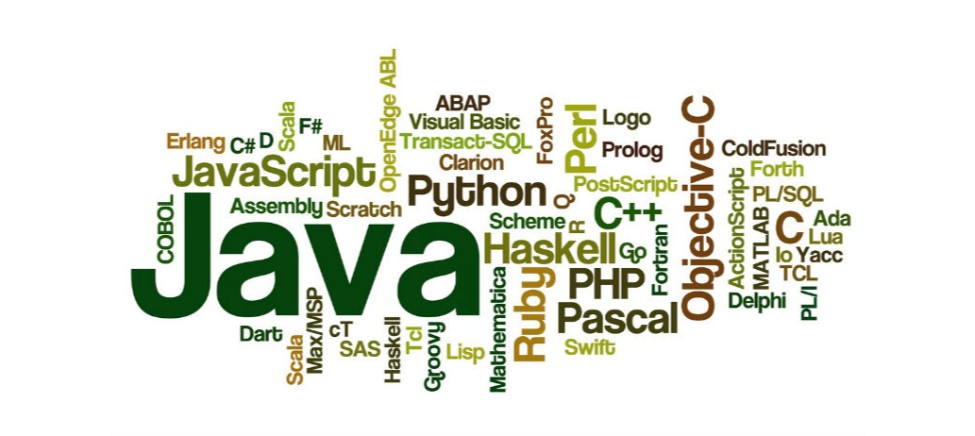 OpenEdge ABL
ABAP
Visual Basic
Transact-SQL
Clarion
FoxPro
Perl
Logo
Prolog
PostScript
Erlang
C#
D
Scala
F#
ML
JavaScript
Assembly
Scratch
COBOL
Java
Python
Q
R
Scheme
C++
Haskell
Go
Fortran
Objective-C
ColdFusion
Forth
PL/SQL
ActionScript
MATLAB
C
Ada
Lua
Io
Yacc
TCL
PL/I
Delphi
PHP
Pascal
Ruby
Swift
Mathematica
Dart
Scala
Max/MSP
cT
SAS
Haskell
Tcl
Groovy
Lisp